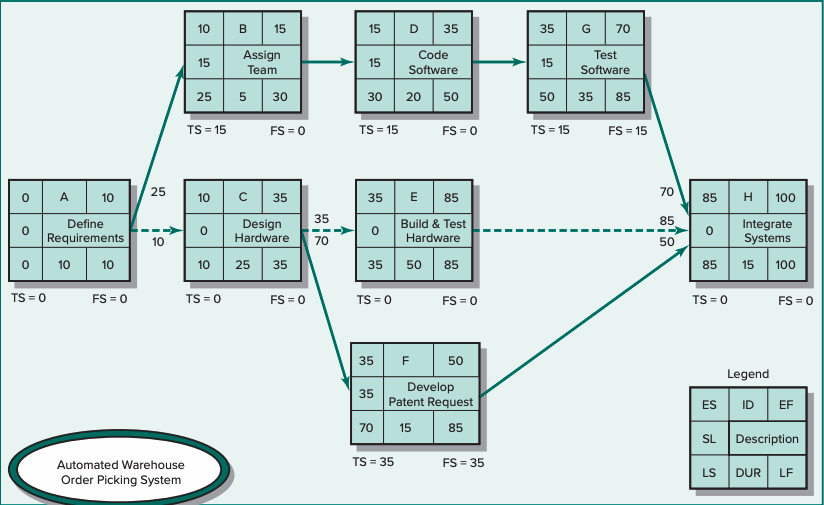 10 B 15
15 Assign
Team
25 5 30
TS = 15 FS = 0
15 D 35
15 Code
Software
30 20 50
TS = 15 FS = 0
35 G 70
15 Test
Software
50 35 85
TS = 15 FS = 15
25
10
0 A 10
0 Define
Requirements
0 10 10
TS = 0 FS = 0
10 C 35
0 Design
Hardware
10 25 35
TS = 0 FS = 0
35
70
35 E 85
0 Build & Test
Hardware
35 50 85
TS = 0 FS = 0
70
85
50
85 H 100
0 Integrate
Systems
85 15 100
TS = 0 FS = 0
35 F 50
35 Develop
Patent Request
70 15 85
TS = 35 FS = 35
Legend
ES ID EF
SL Description
LS DUR LF
Automated Warehouse
Order Picking System